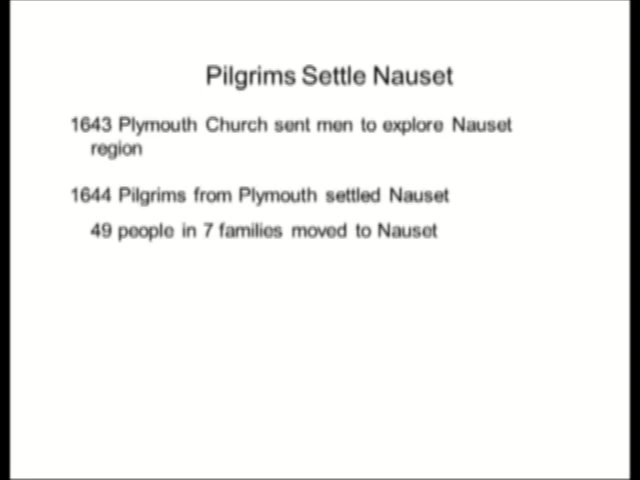 Pilgrims Settle Nauset
1643 Plymouth Church sent men to explore Nauset
region
1644 Pilgrims from Plymouth settled Nauset
49 people in 7 families moved to Nauset